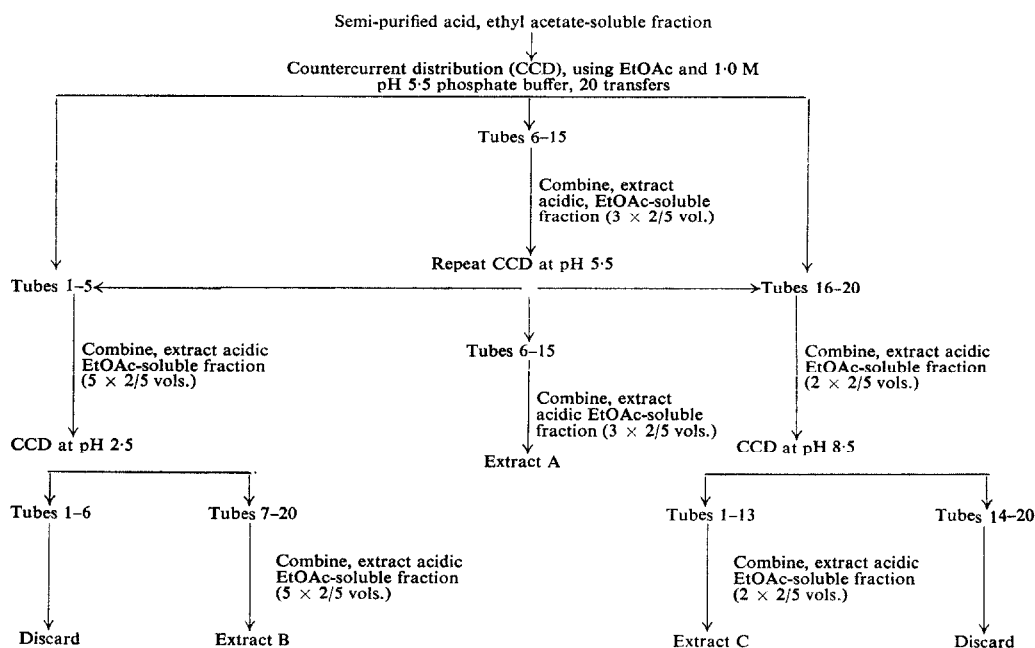 Semi-purified acid, ethyl acetate-soluble fraction
Countercurrent distribution (CCD), using EtOAc and 1·0 M
pH 5·5 phosphate buffer, 20 transfers
Tubes 6–15
Combine, extract
acidic, EtOAc-soluble
fraction (3 × 2/5 vol.)
Repeat CCD at pH 5·5
Tubes 1–5
Tubes 16–20
Combine, extract acidic
EtOAc-soluble fraction
(5 × 2/5 vols.)
Tubes 6–15
Combine, extract acidic
EtOAc-soluble fraction
(2 × 2/5 vols.)
Combine, extract
acidic EtOAc-soluble
fraction (3 × 2/5 vols.)
CCD at pH 2·5
Extract A
CCD at pH 8·5
Tubes 1–6
Tubes 7–20
Tubes 1–13
Tubes 14–20
Combine, extract acidic
EtOAc-soluble fraction
(5 × 2/5 vols.)
Combine, extract acidic
EtOAc-soluble fraction
(2 × 2/5 vols.)
Discard
Extract B
Extract C
Discard